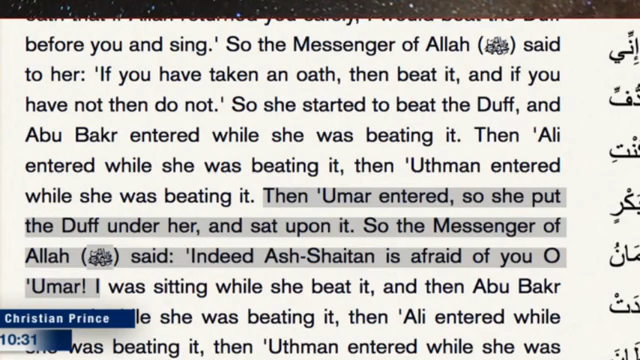 before you and sing.' So the Messenger of Allah (ﷺ) said
to her: 'If you have taken an oath, then beat it, and if you
have not then do not.' So she started to beat the Duff, and
Abu Bakr entered while she was beating it. Then 'Ali
entered while she was beating it, then 'Uthman entered
while she was beating it. Then 'Umar entered, so she put
the Duff under her, and sat upon it. So the Messenger of
Allah (ﷺ) said: 'Indeed Ash-Shaitan is afraid of you O
'Umar! I was sitting while she beat it, and then Abu Bakr
she was beating it, then 'Ali entered while
she was beating it, then 'Uthman entered while she was
Christian Prince
10:31
إِنِّي